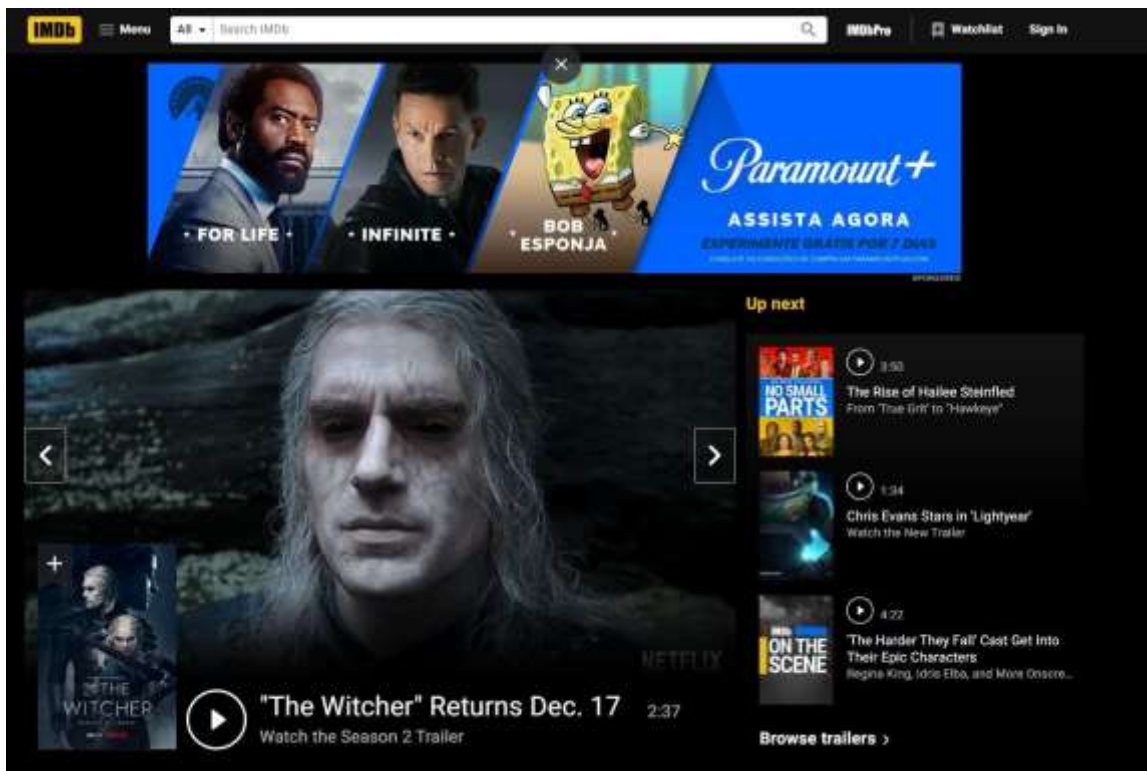 IMDb
Menu
All
Search IMDb
IMDbPro
Watchlist
Sign In
FOR LIFE
INFINITE
BOB
ESPONJA
Paramount+
ASSISTA AGORA
EXPERIMENTE GRÁTIS POR 7 DIAS
SPONSORED
Up next
NO SMALL
PARTS
3:50
The Rise of Hailee Steinfled
From 'True Grit' to "Hawkeye"
1:34
Chris Evans Stars in 'Lightyear'
Watch the New Trailer
IMDb
ON THE
SCENE
4:22
'The Harder They Fall' Cast Get Into
Their Epic Characters
Regina King, Idris Elba, and More Onscre...
Browse trailers >
NETFLIX
THE
WITCHER
"The Witcher" Returns Dec. 17
2:37
Watch the Season 2 Trailer